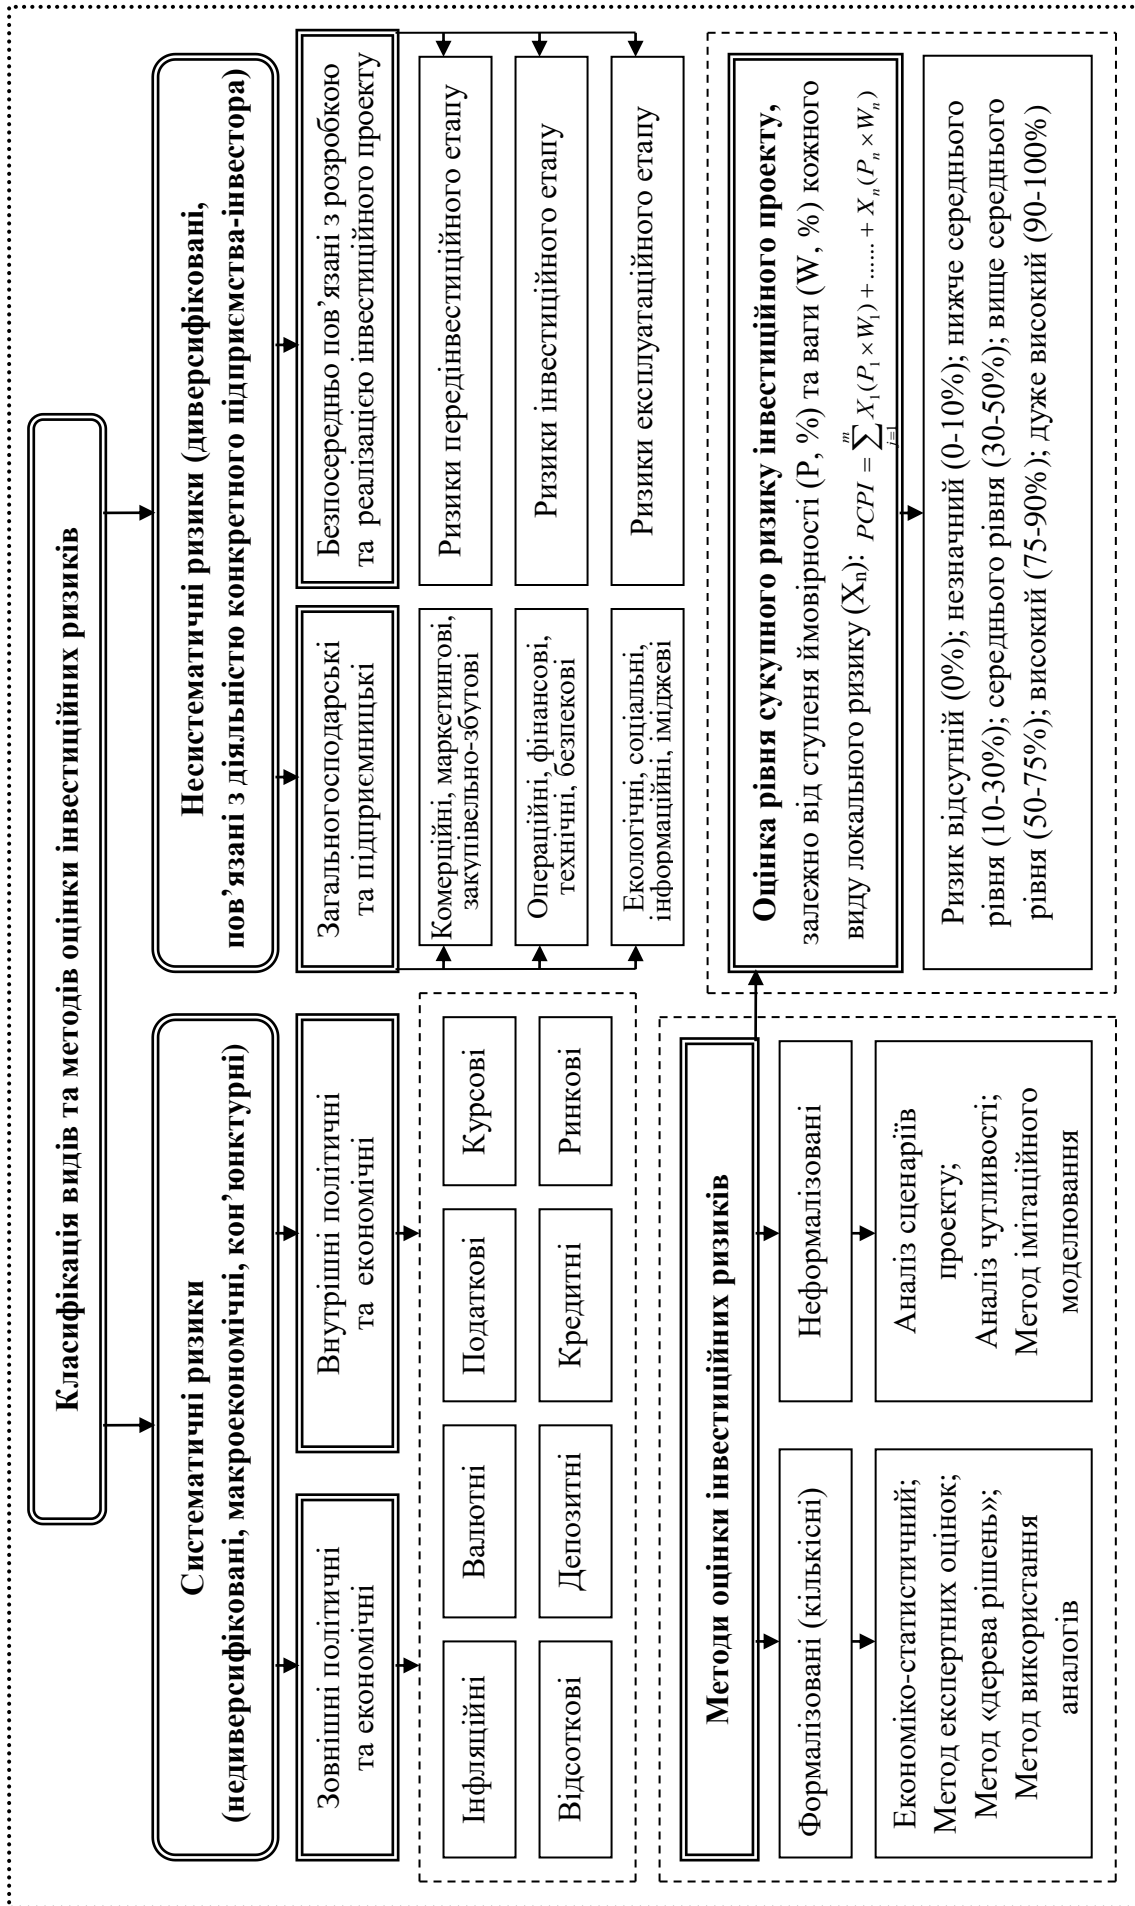 Класифікація видів та методів оцінки інвестиційних ризиків
Систематичні ризики
(недиверсифіковані, макроекономічні, кон’юнктурні)
Несистематичні ризики (диверсифіковані,
пов’язані з діяльністю конкретного підприємства-інвестора)
Зовнішні політичні
та економічні
Внутрішні політичні
та економічні
Загальногосподарські
та підприємницькі
Безпосередньо пов’язані з розробкою
та реалізацією інвестиційного проекту
Інфляційні
Валютні
Податкові
Курсові
Відсоткові
Депозитні
Кредитні
Ринкові
Комерційні, маркетингові,
закупівельно-збутові
Операційні, фінансові,
технічні, безпекові
Екологічні, соціальні,
інформаційні, іміджеві
Ризики передінвестиційного етапу
Ризики інвестиційного етапу
Ризики експлуатаційного етапу
Методи оцінки інвестиційних ризиків
Формалізовані (кількісні)
Неформалізовані
Економіко-статистичний;
Метод експертних оцінок;
Метод «дерева рішень»;
Метод використання
аналогів
Аналіз сценаріїв
проекту;
Аналіз чутливості;
Метод імітаційного
моделювання
Оцінка рівня сукупного ризику інвестиційного проекту,
залежно від ступеня ймовірності (P, %) та ваги (W, %) кожного
виду локального ризику (Xn): PCPI = ∑ m j=1 X1(P1 × W1) + ...... + Xn(Pn × Wn)
Ризик відсутній (0%); незначний (0-10%); нижче середнього
рівня (10-30%); середнього рівня (30-50%); вище середнього
рівня (50-75%); високий (75-90%); дуже високий (90-100%)